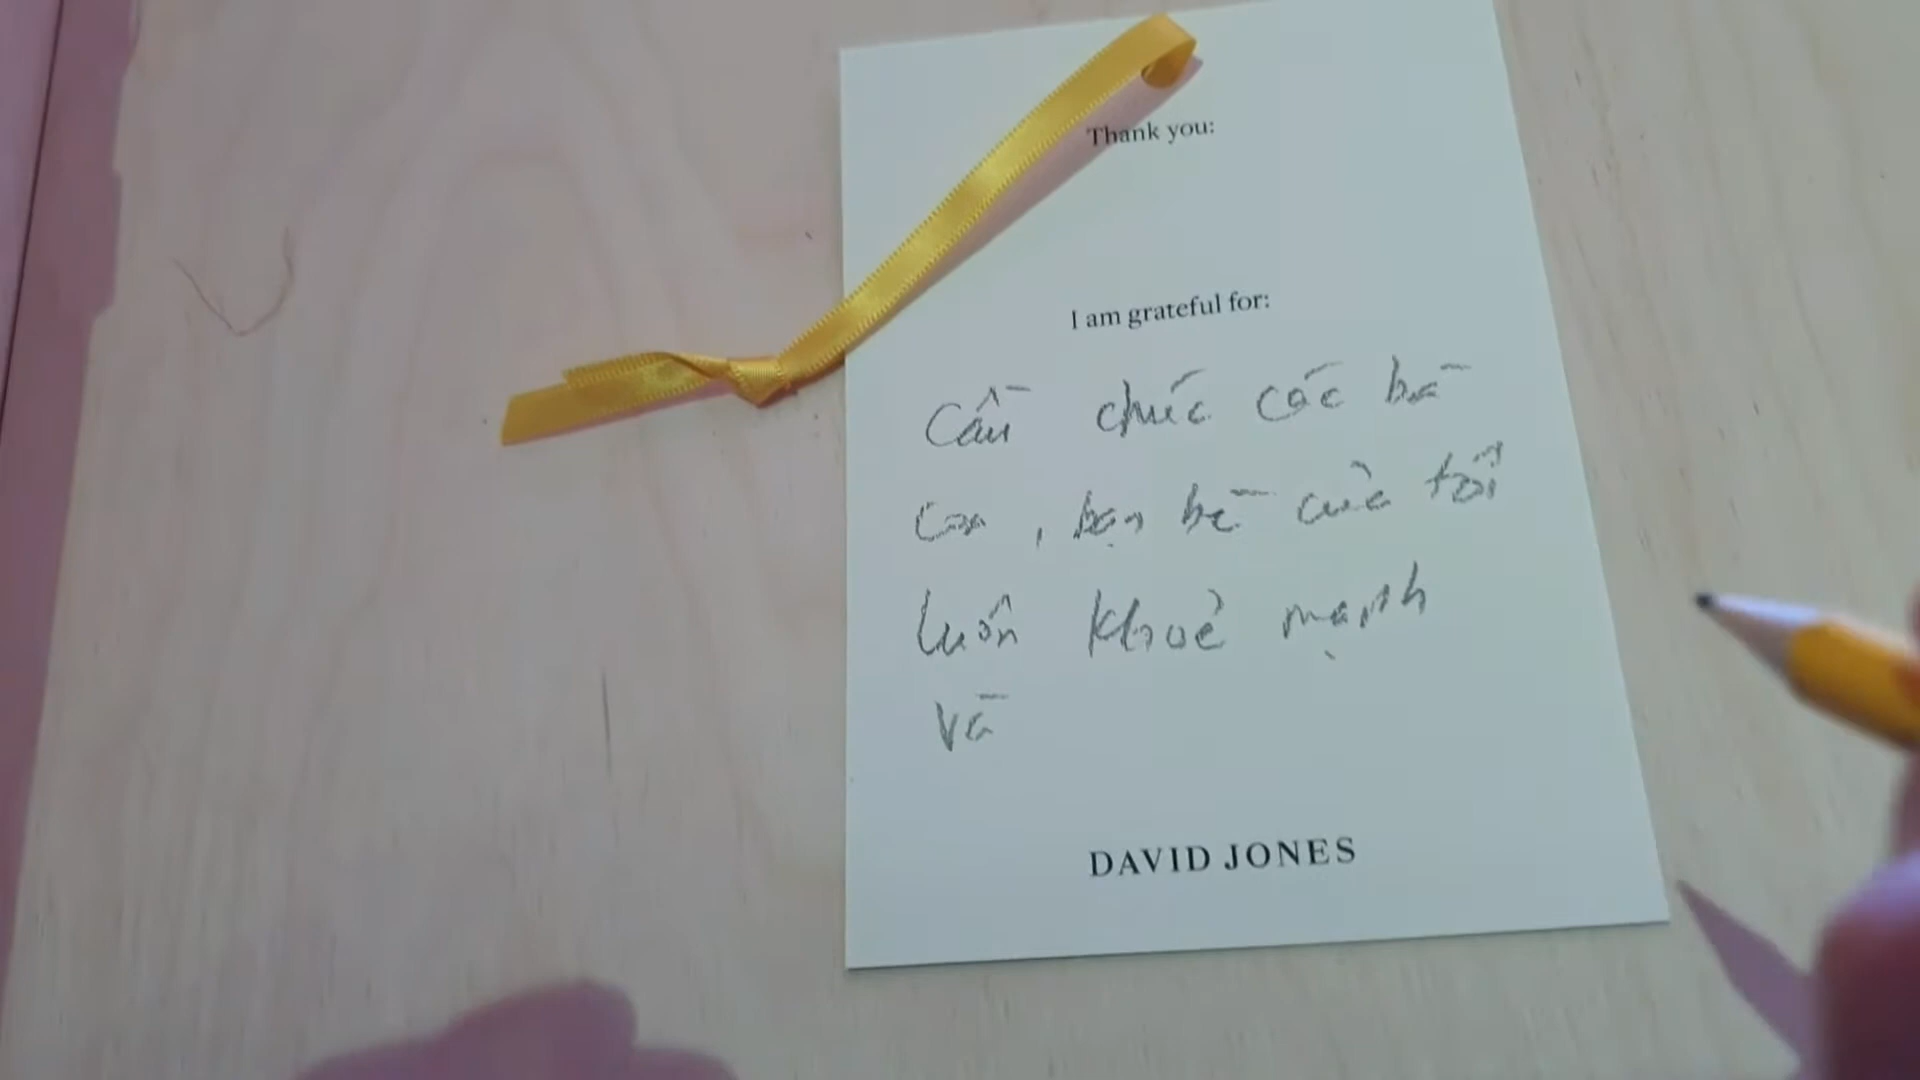 Thank you:
I am grateful for:
Cầu chúc các bà
con, bạn bè của tôi
luôn khoẻ mạnh
và
DAVID JONES